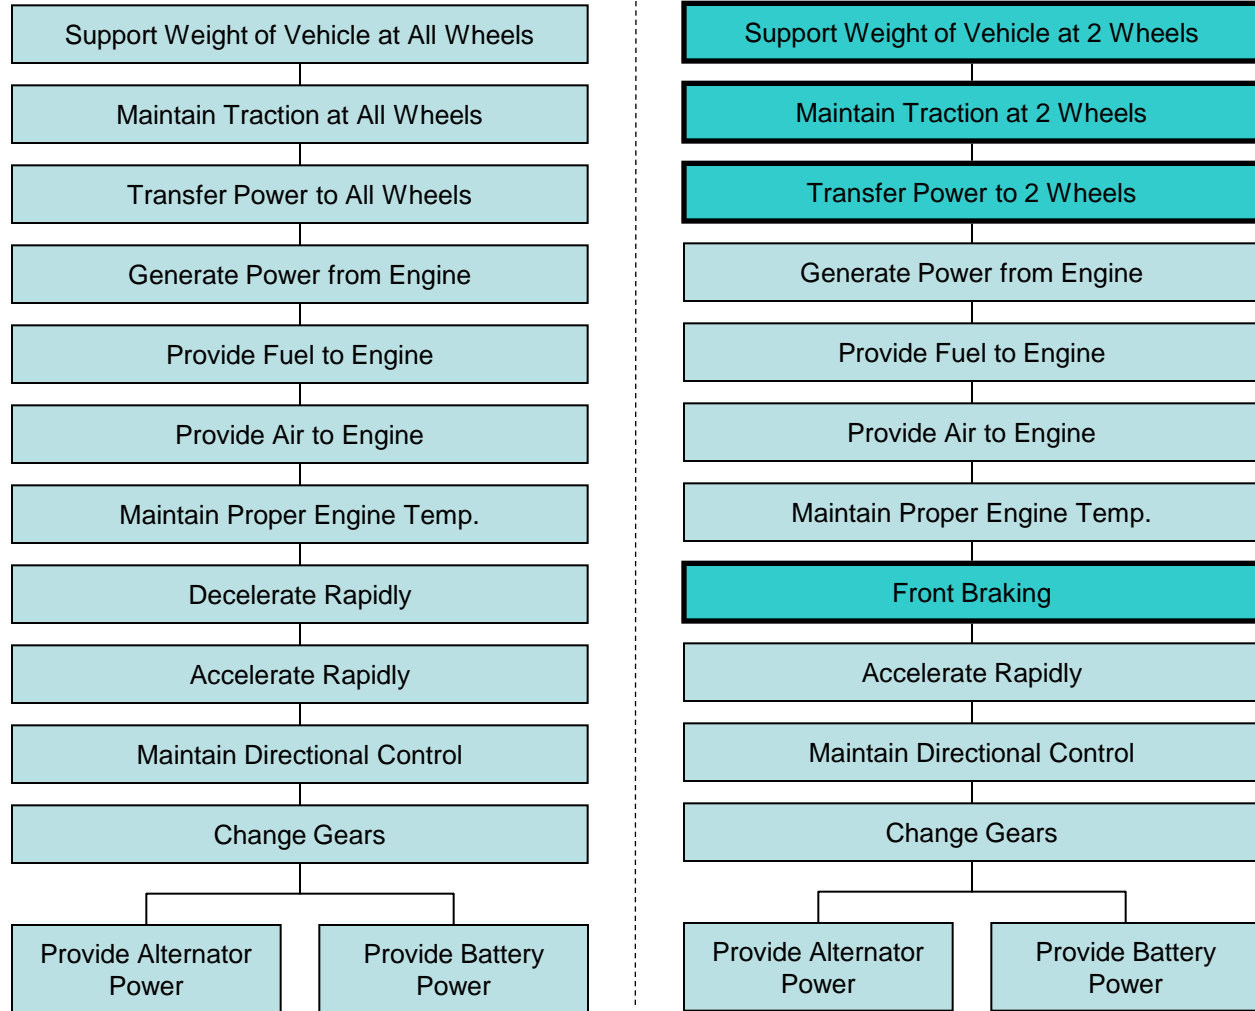 Support Weight of Vehicle at All Wheels
Maintain Traction at All Wheels
Transfer Power to All Wheels
Generate Power from Engine
Provide Fuel to Engine
Provide Air to Engine
Maintain Proper Engine Temp.
Decelerate Rapidly
Accelerate Rapidly
Maintain Directional Control
Change Gears
Provide Alternator
Power
Provide Battery
Power
Support Weight of Vehicle at 2 Wheels
Maintain Traction at 2 Wheels
Transfer Power to 2 Wheels
Generate Power from Engine
Provide Fuel to Engine
Provide Air to Engine
Maintain Proper Engine Temp.
Front Braking
Accelerate Rapidly
Maintain Directional Control
Change Gears
Provide Alternator
Power
Provide Battery
Power